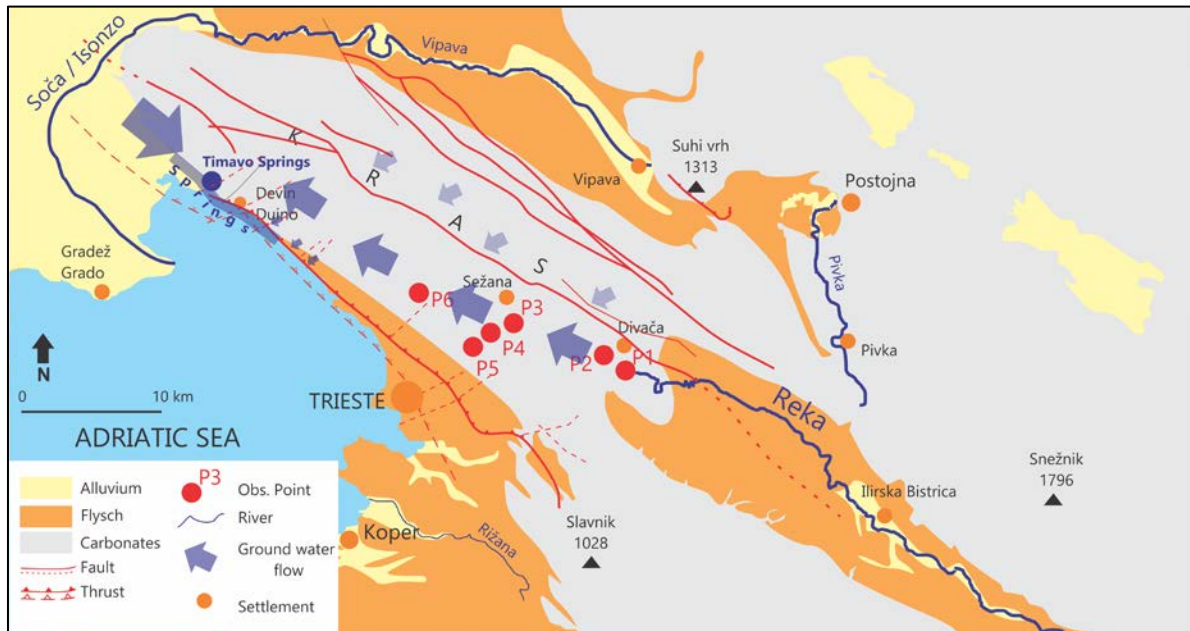 Soča / Isonzo
Vipava
K
R
A
S
Timavo Springs
springs
Devin
Duino
Gradež
Grado
Vipava
Suhi vrh
1313
Postojna
Pivka
Pivka
Sežana
P6
P3
P4
P5
Divača
P2
P1
Reka
TRIESTE
N
0
10 km
ADRIATIC SEA
Snežnik
1796
Ilirska Bistrica
Slavnik
1028
Koper
Rižana
Alluvium
Flysch
Carbonates
Fault
Thrust
P3
Obs. Point
River
Ground water
flow
Settlement